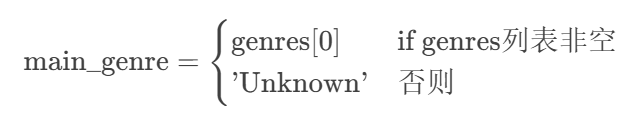 genres[0] if genres列表非空
main_genre =
'Unknown' 否则